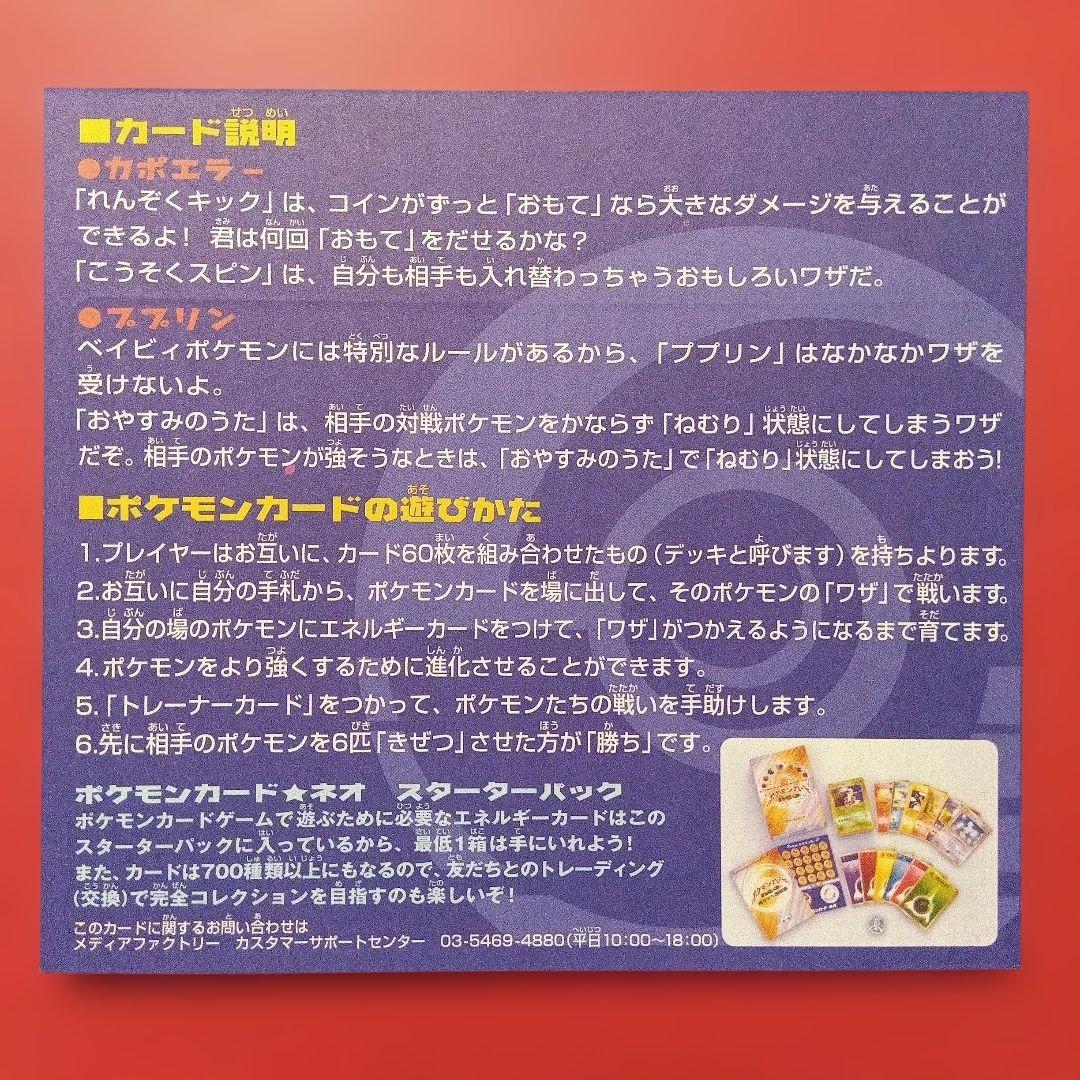 ■カード説明
●カポエラー
「れんぞくキック」は、コインがずっと「おもて」なら大きなダメージを与えることが
できるよ！ 君は何回「おもて」をだせるかな？
「こうそくスピン」は、自分も相手も入れ替わっちゃうおもしろいワザだ。
●ププリン
ベイビィポケモンには特別なルールがあるから、「ププリン」はなかなかワザを
受けないよ。
「おやすみのうた」は、相手の対戦ポケモンをかならず「ねむり」状態にしてしまうワザ
だぞ。相手のポケモンが強そうなときは、「おやすみのうた」で「ねむり」状態にしてしまおう!
■ポケモンカードの遊びかた
1.プレイヤーはお互いに、カード60枚を組み合わせたもの（デッキと呼びます）を持ちよります。
2.お互いに自分の手札から、ポケモンカードを場に出して、そのポケモンの「ワザ」で戦います。
3.自分の場のポケモンにエネルギーカードをつけて、「ワザ」がつかえるようになるまで育てます。
4.ポケモンをより強くするために進化させることができます。
5.「トレーナーカード」をつかって、ポケモンたちの戦いを手助けします。
6.先に相手のポケモンを6匹「きぜつ」させた方が「勝ち」です。
ポケモンカード★ネオ スターターパック
ポケモンカードゲームで遊ぶために必要なエネルギーカードはこの
スターターパックに入っているから、最低1箱は手にいれよう!
また、カードは700種類以上にもなるので、友だちとのトレーディング
(交換)で完全コレクションを目指すのも楽しいぞ！
このカードに関するお問い合わせは
メディアファクトリー カスタマーサポートセンター 03-5469-4880(平日10:00〜18:00)